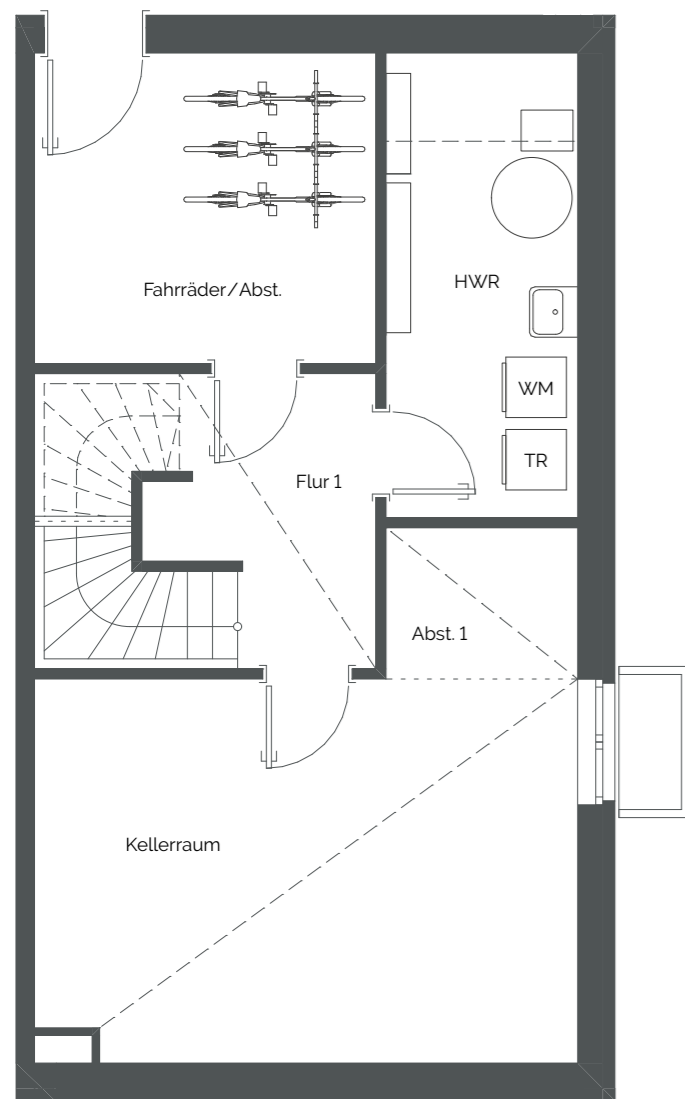 Fahrräder/Abst.
HWR
WM
TR
Flur 1
Abst. 1
Kellerraum